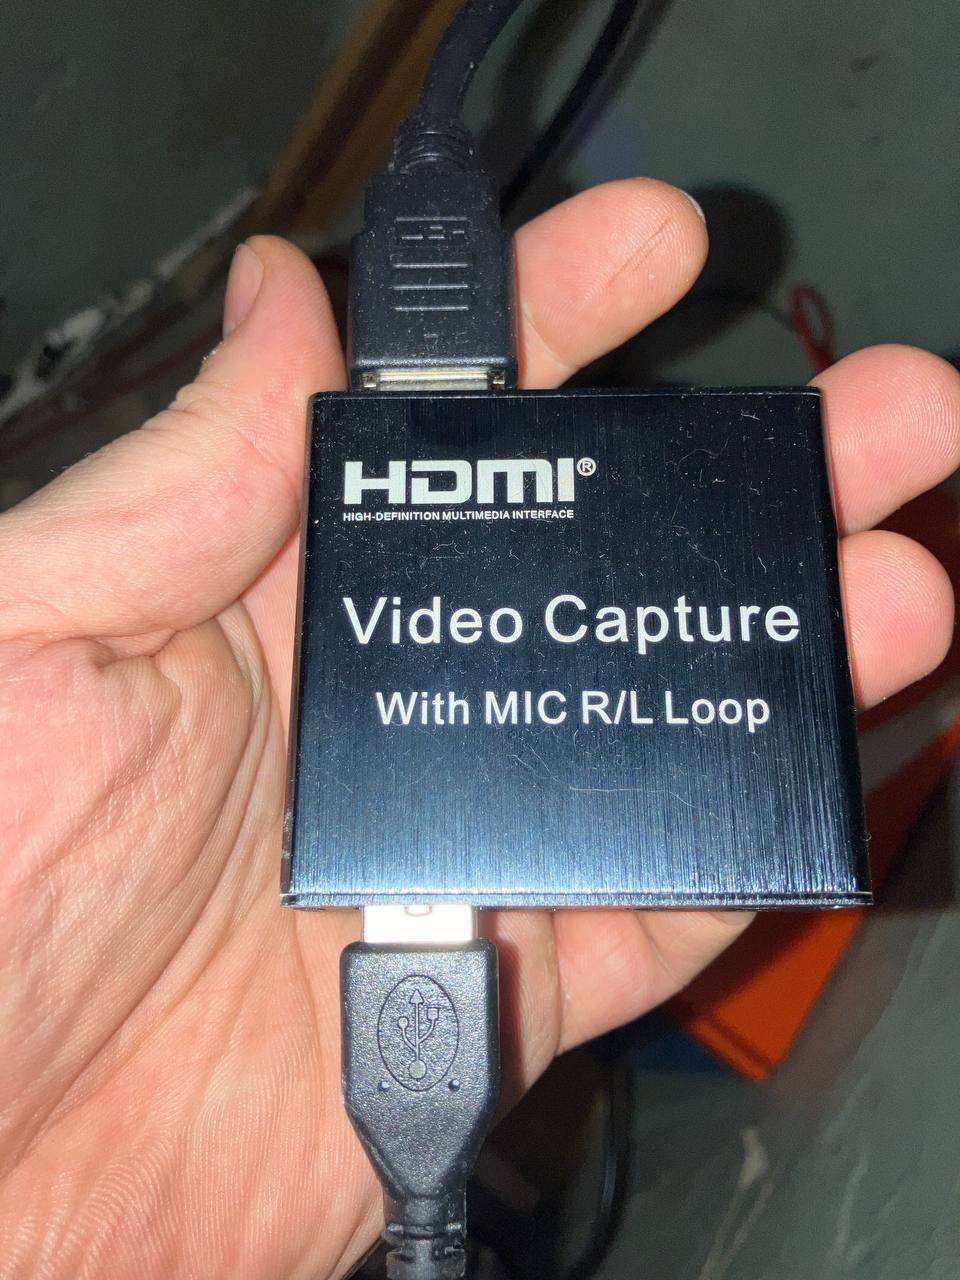 HDMI®
HIGH-DEFINITION MULTIMEDIA INTERFACE
Video Capture
With MIC R/L Loop